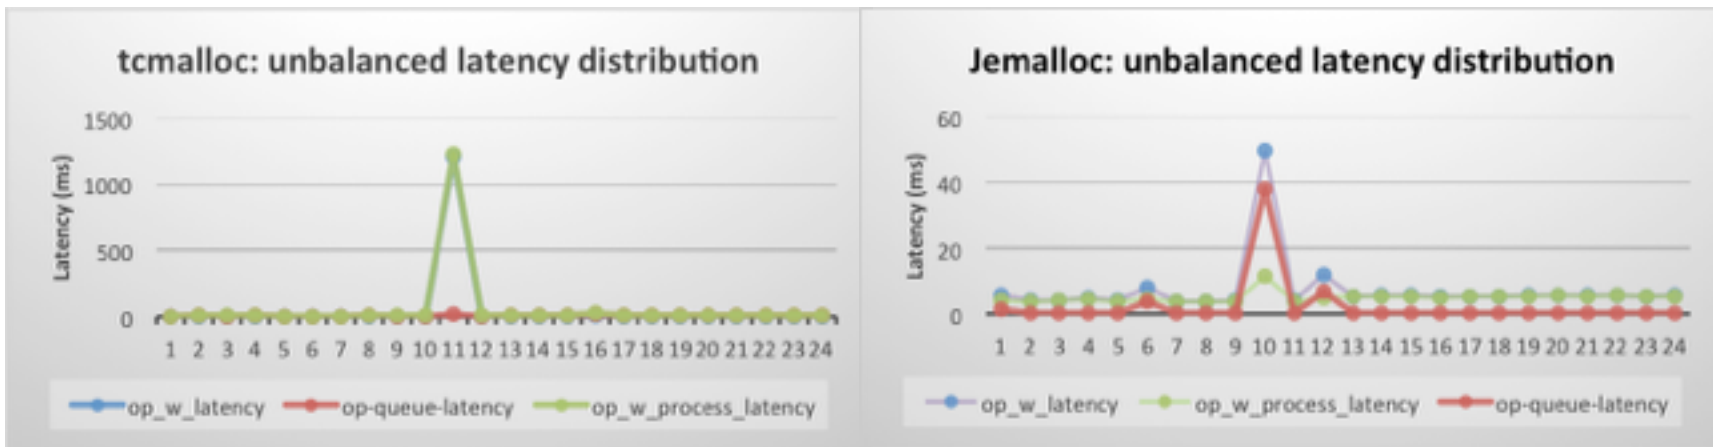 tcmalloc: unbalanced latency distribution
Latency (ms)
1500
1000
500
0
1 2 3 4 5 6 7 8 9 10 11 12 13 14 15 16 17 18 19 20 21 22 23 24
op_w_latency op-queue-latency op_w_process_latency
Jemalloc: unbalanced latency distribution
Latency (ms)
60
40
20
0
1 2 3 4 5 6 7 8 9 10 11 12 13 14 15 16 17 18 19 20 21 22 23 24
op_w_latency op_w_process_latency op-queue-latency